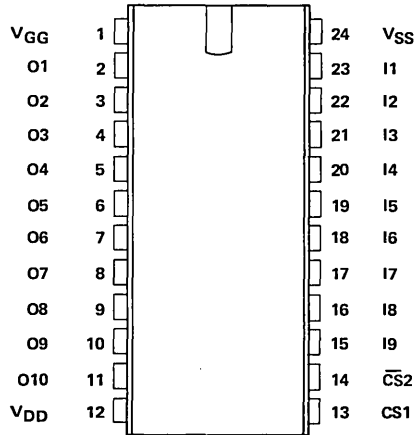 VGG 1 24 VSS
O1 2 23 I1
O2 3 22 I2
O3 4 21 I3
O4 5 20 I4
O5 6 19 I5
O6 7 18 I6
O7 8 17 I7
O8 9 16 I8
O9 10 15 I9
O10 11 14 C̅S̅2
VDD 12 13 CS1